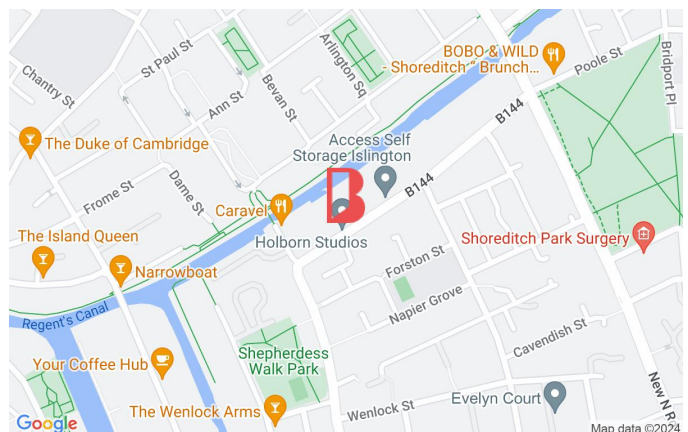 BOBO & WILD
- Shoreditch “ Brunch...
Poole St
Bridport Pl
St Paul St
Arlington Sq
Chantry St
Ann St
Bevan St
B144
Access Self
Storage Islington
The Duke of Cambridge
B
B144
Frome St
Dame St
Caravel
Holborn Studios
The Island Queen
Shoreditch Park Surgery
Narrowboat
Forston St
Regent's Canal
Napier Grove
Cavendish St
Your Coffee Hub
Shepherdess
Walk Park
Evelyn Court
The Wenlock Arms
Wenlock St
New N R
Google
Map data ©2024